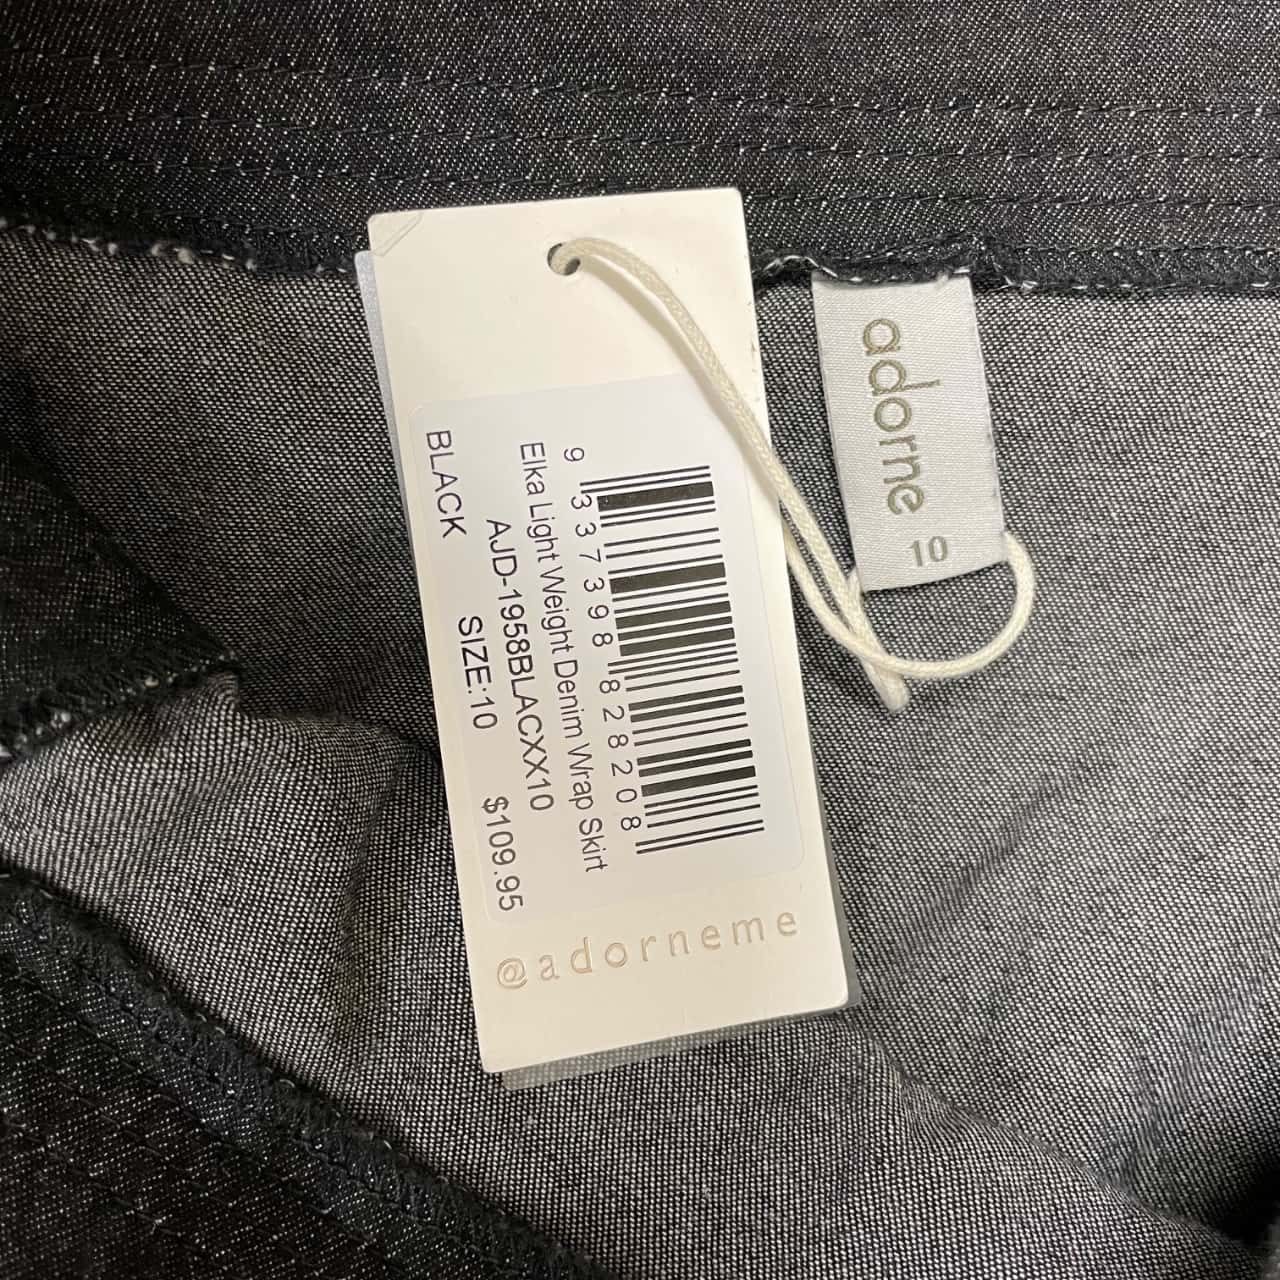 9 337398 828208
Elka Light Weight Denim Wrap Skirt
AJD-1958BLACXX10
BLACK SIZE:10 $109.95
@adorneme
adorne
10